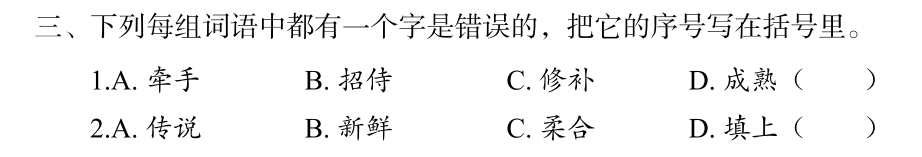 三、下列每组词语中都有一个字是错误的，把它的序号写在括号里。
1.A. 牵手 B. 招侍 C. 修补 D. 成熟（ ）
2.A. 传说 B. 新鲜 C. 柔合 D. 填上（ ）